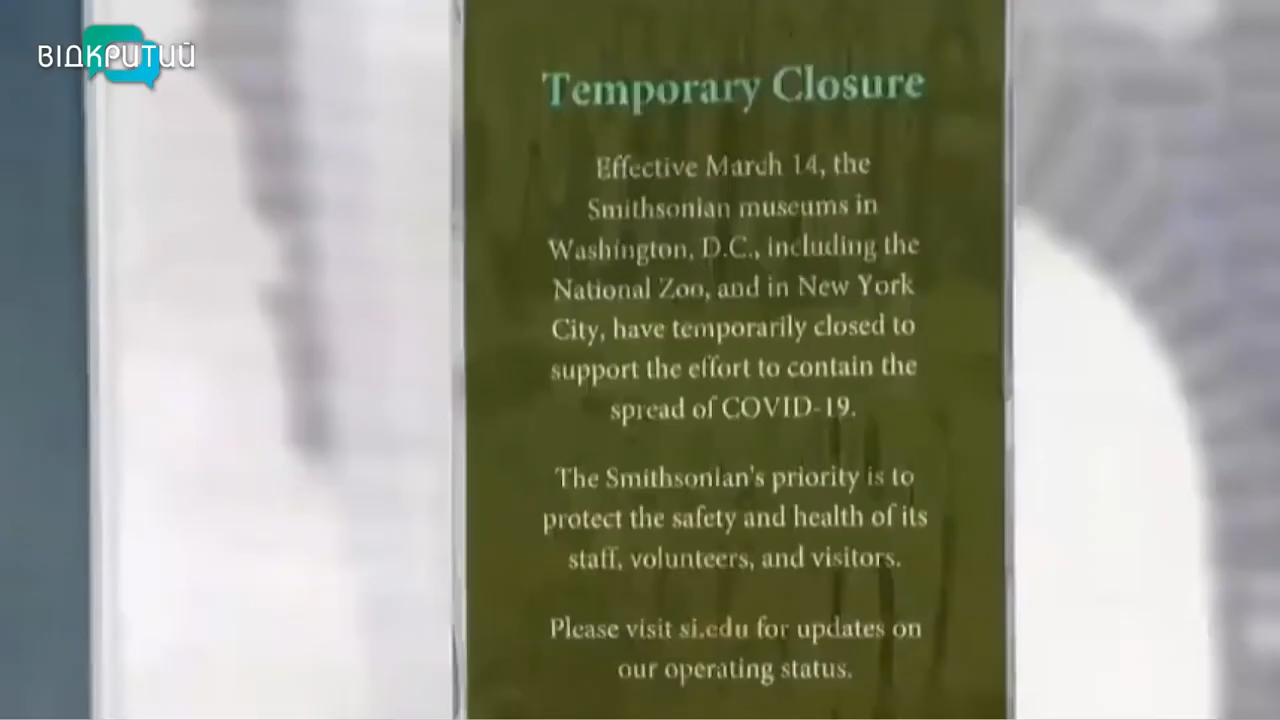 ВІДКРИТИЙ
Temporary Closure
Effective March 14, the
Smithsonian museums in
Washington, D.C., including the
National Zoo, and in New York
City, have temporarily closed to
support the effort to contain the
spread of COVID-19.
The Smithsonian's priority is to
protect the safety and health of its
staff, volunteers, and visitors.
Please visit si.edu for updates on
our operating status.